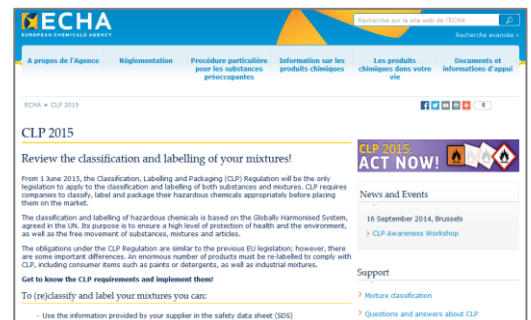 ECHA
EUROPEAN CHEMICALS AGENCY
Recherche sur le site web de l'ECHA
Recherche avancée »
A propos de l'Agence
Réglementation
Procédure particulière
pour les substances
préoccupantes
Information sur les
produits chimiques
Les produits
chimiques dans votre
vie
Documents et
informations d'appui
ECHA > CLP 2015
0
CLP 2015
Review the classification and labelling of your mixtures!
From 1 June 2015, the Classification, Labelling and Packaging (CLP) Regulation will be the only
legislation to apply to the classification and labelling of both substances and mixtures. CLP requires
companies to classify, label and package their hazardous chemicals appropriately before placing
them on the market.
The classification and labelling of hazardous chemicals is based on the Globally Harmonised System,
agreed in the UN. Its purpose is to ensure a high level of protection of health and the environment,
as well as the free movement of substances, mixtures and articles.
The obligations under the CLP Regulation are similar to the previous EU legislation; however, there
are some important differences. An enormous number of products must be re-labelled to comply with
CLP, including consumer items such as paints or detergents, as well as industrial mixtures.
Get to know the CLP requirements and implement them!
To (re)classify and label your mixtures you can:
- Use the information provided by your supplier in the safety data sheet (SDS)
CLP 2015:
ACT NOW!
News and Events
16 September 2014, Brussels
> CLP Awareness Workshop
Support
> Mixture classification
> Questions and answers about CLP